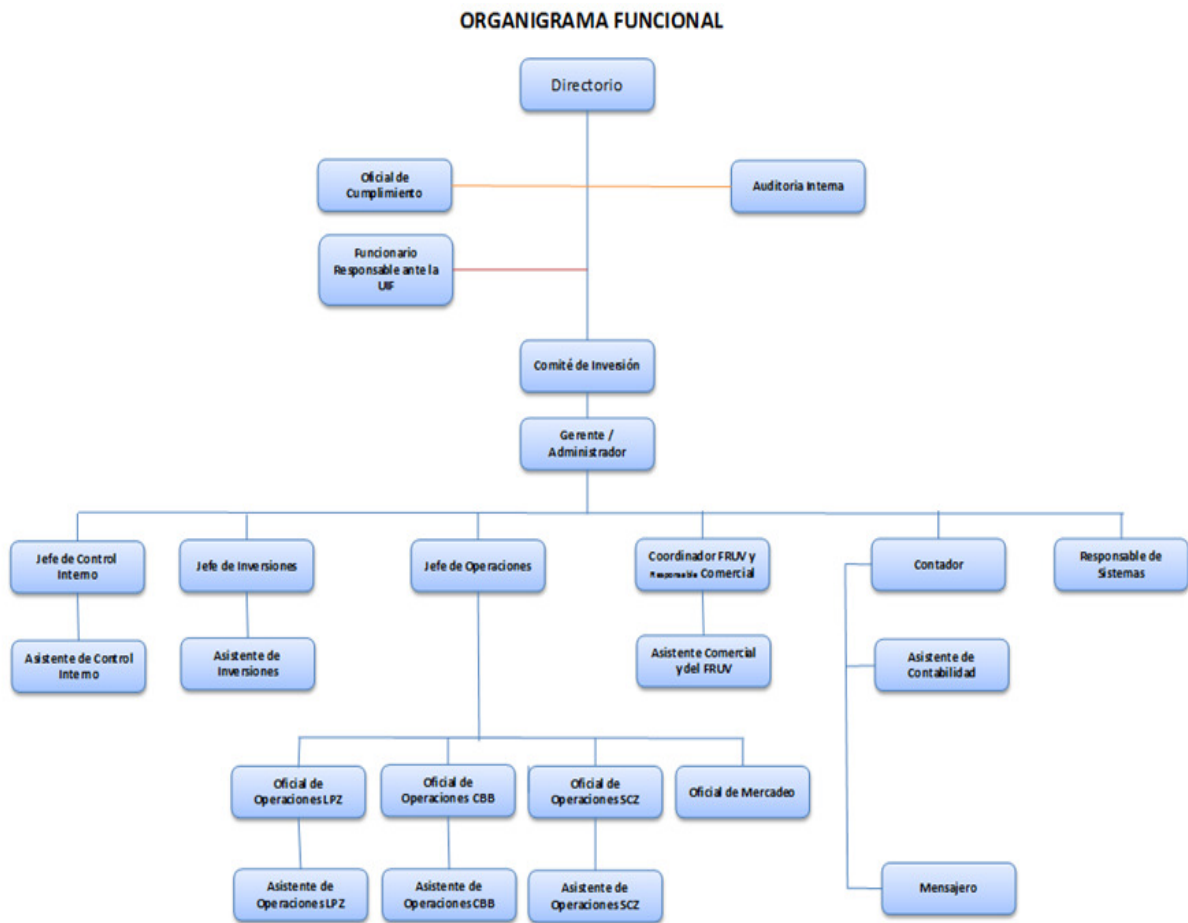 ORGANIGRAMA FUNCIONAL
Directorio
Oficial de
Cumplimiento
Auditoria Interna
Funcionario
Responsable ante la
UIF
Comité de Inversión
Gerente /
Administrador
Jefe de Control
Interno
Jefe de Inversiones
Jefe de Operaciones
Coordinador FRUV y
Responsable Comercial
Contador
Responsable de
Sistemas
Asistente de Control
Interno
Asistente de
Inversiones
Asistente Comercial
y del FRUV
Asistente de
Contabilidad
Oficial de
Operaciones LPZ
Oficial de
Operaciones CBB
Oficial de
Operaciones SCZ
Oficial de Mercadeo
Asistente de
Operaciones LPZ
Asistente de
Operaciones CBB
Asistente de
Operaciones SCZ
Mensajero